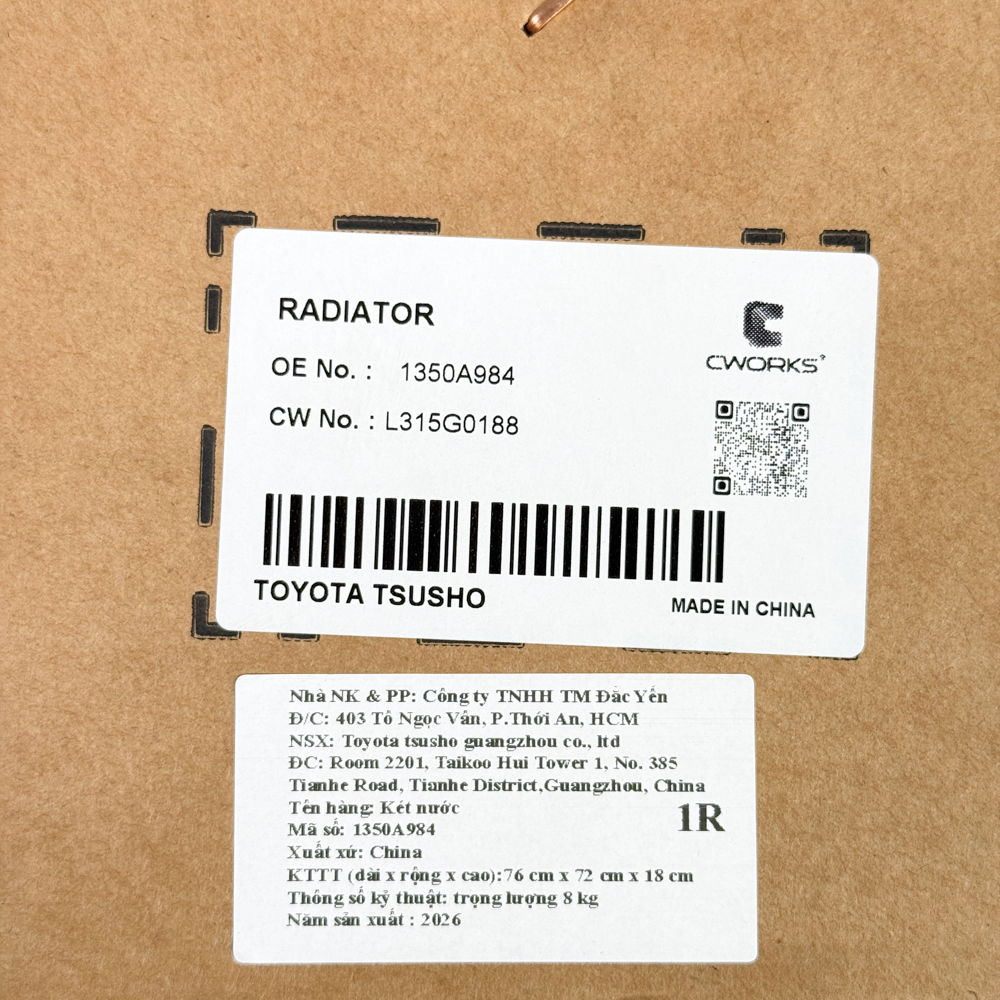 RADIATOR
OE No. : 1350A984
CW No. : L315G0188
CWORKS
TOYOTA TSUSHO
MADE IN CHINA
Nhà NK & PP: Công ty TNHH TM Đắc Yến
Đ/C: 403 Tô Ngọc Vân, P.Thới An, HCM
NSX: Toyota tsusho guangzhou co., ltd
ĐC: Room 2201, Taikoo Hui Tower 1, No. 385
Tianhe Road, Tianhe District,Guangzhou, China
Tên hàng: Két nước
1R
Mã số: 1350A984
Xuất xứ: China
KTTT (dài x rộng x cao):76 cm x 72 cm x 18 cm
Thông số kỹ thuật: trọng lượng 8 kg
Năm sản xuất : 2026